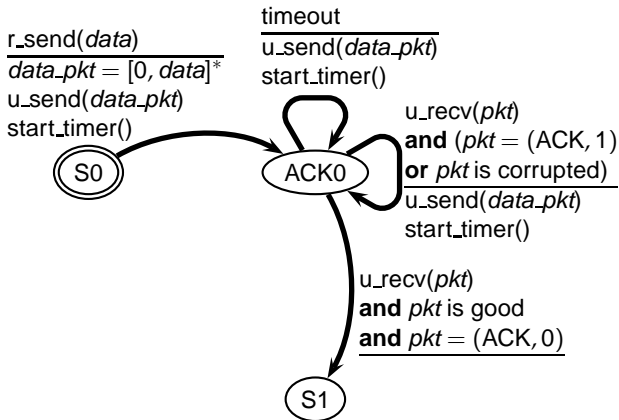 r_send(data)
data_pkt = [0, data]*
u_send(data_pkt)
start_timer()
S0
timeout
u_send(data_pkt)
start_timer()
ACK0
u_recv(pkt)
and (pkt = (ACK, 1)
or pkt is corrupted)
u_send(data_pkt)
start_timer()
u_recv(pkt)
and pkt is good
and pkt = (ACK, 0)
S1